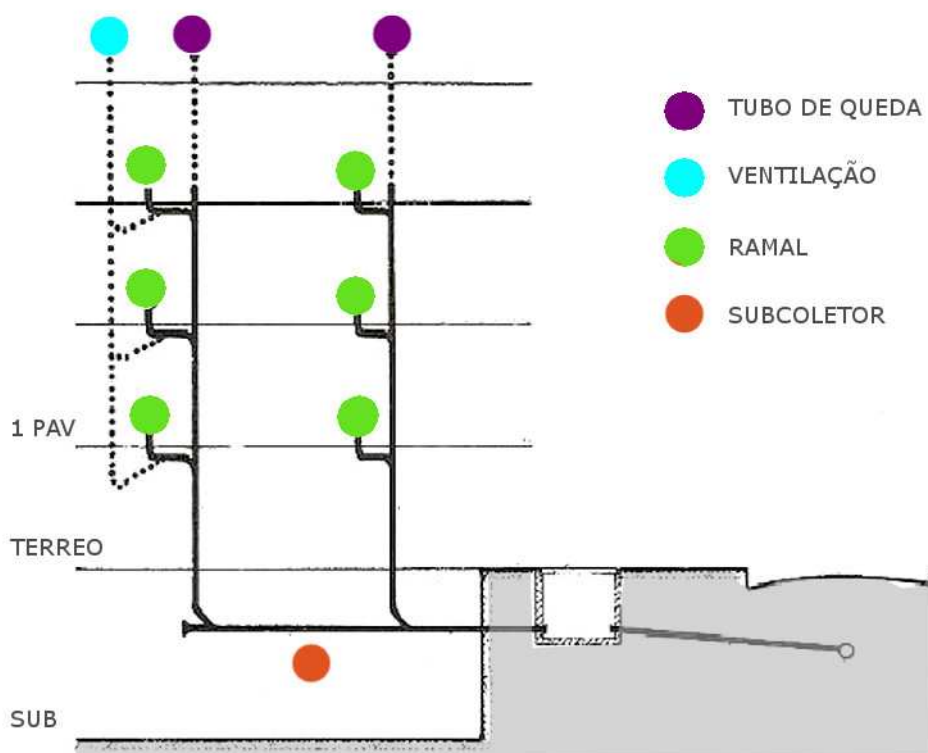 TUBO DE QUEDA
VENTILAÇÃO
RAMAL
SUBCOLETOR
1 PAV
TERREO
SUB